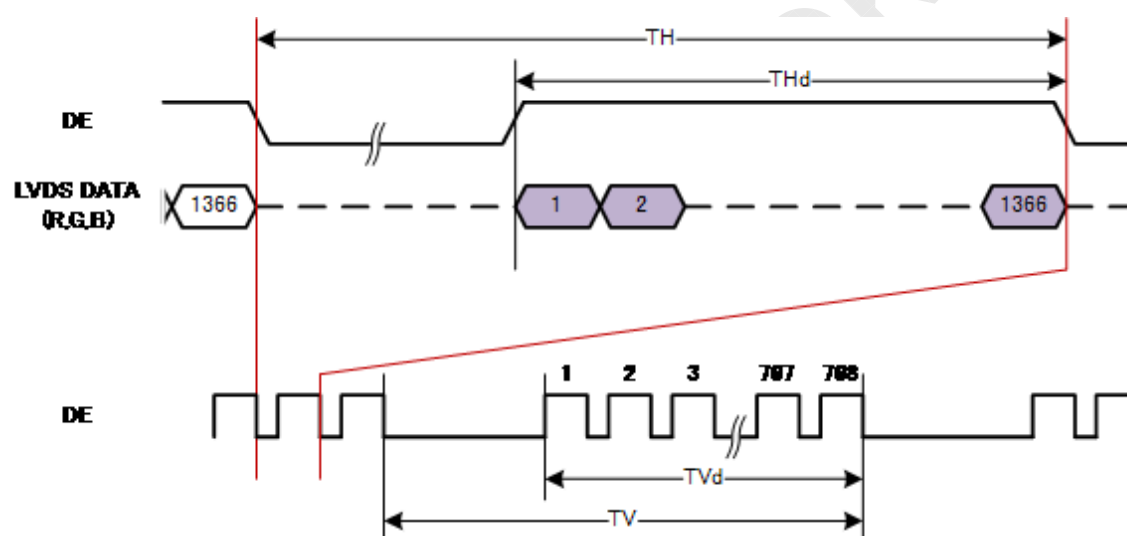 TH
THd
DE
LVDS DATA
(R,G,B)
1366
1
2
1366
1 2 3 767 768
DE
TVd
TV